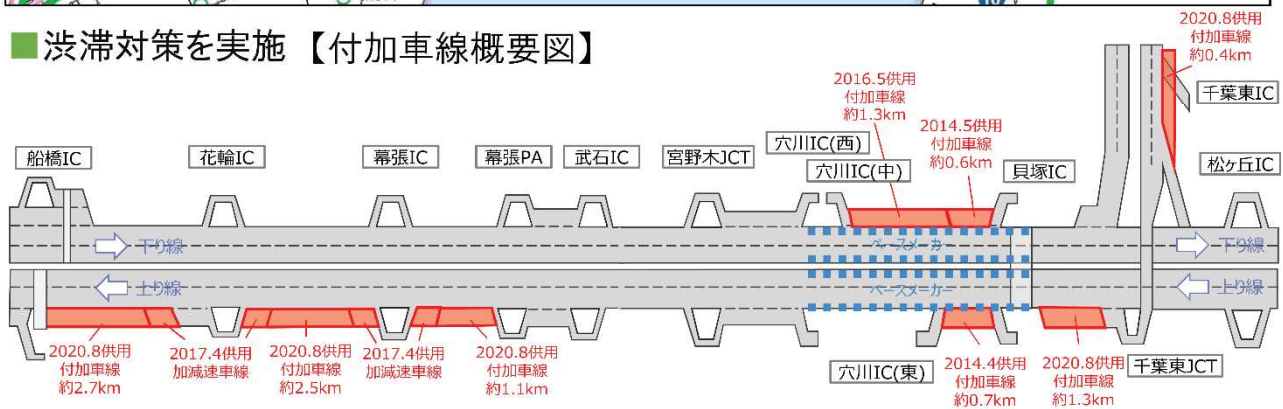 ■渋滞対策を実施 【付加車線概要図】
2020.8供用
付加車線
約0.4km
千葉東IC
2016.5供用
付加車線
約1.3km
2014.5供用
付加車線
約0.6km
船橋IC
花輪IC
幕張IC
幕張PA
武石IC
宮野木JCT
穴川IC(西)
穴川IC(中)
貝塚IC
松ヶ丘IC
下り線
ペースメーカー
下り線
上り線
ペースメーカー
上り線
2020.8供用
付加車線
約2.7km
2017.4供用
加減速車線
2020.8供用
付加車線
約2.5km
2017.4供用
加減速車線
2020.8供用
付加車線
約1.1km
穴川IC(東)
2014.4供用
付加車線
約0.7km
2020.8供用
付加車線
約1.3km
千葉東JCT